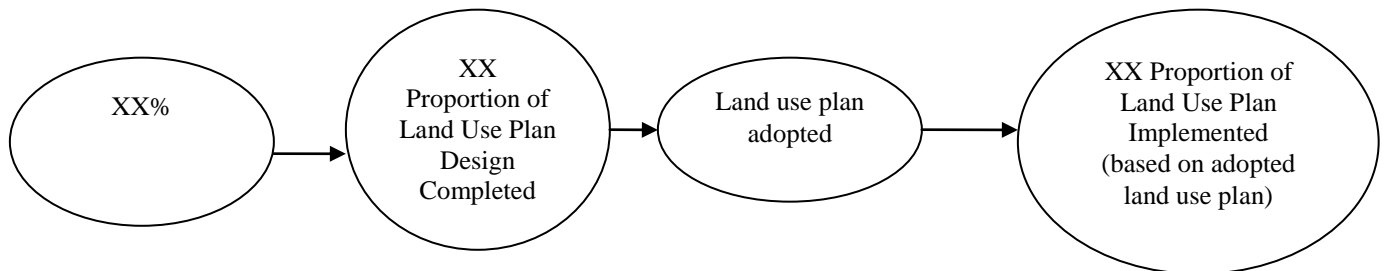 XX%
XX
Proportion of
Land Use Plan
Design
Completed
Land use plan
adopted
XX Proportion of
Land Use Plan
Implemented
(based on adopted
land use plan)